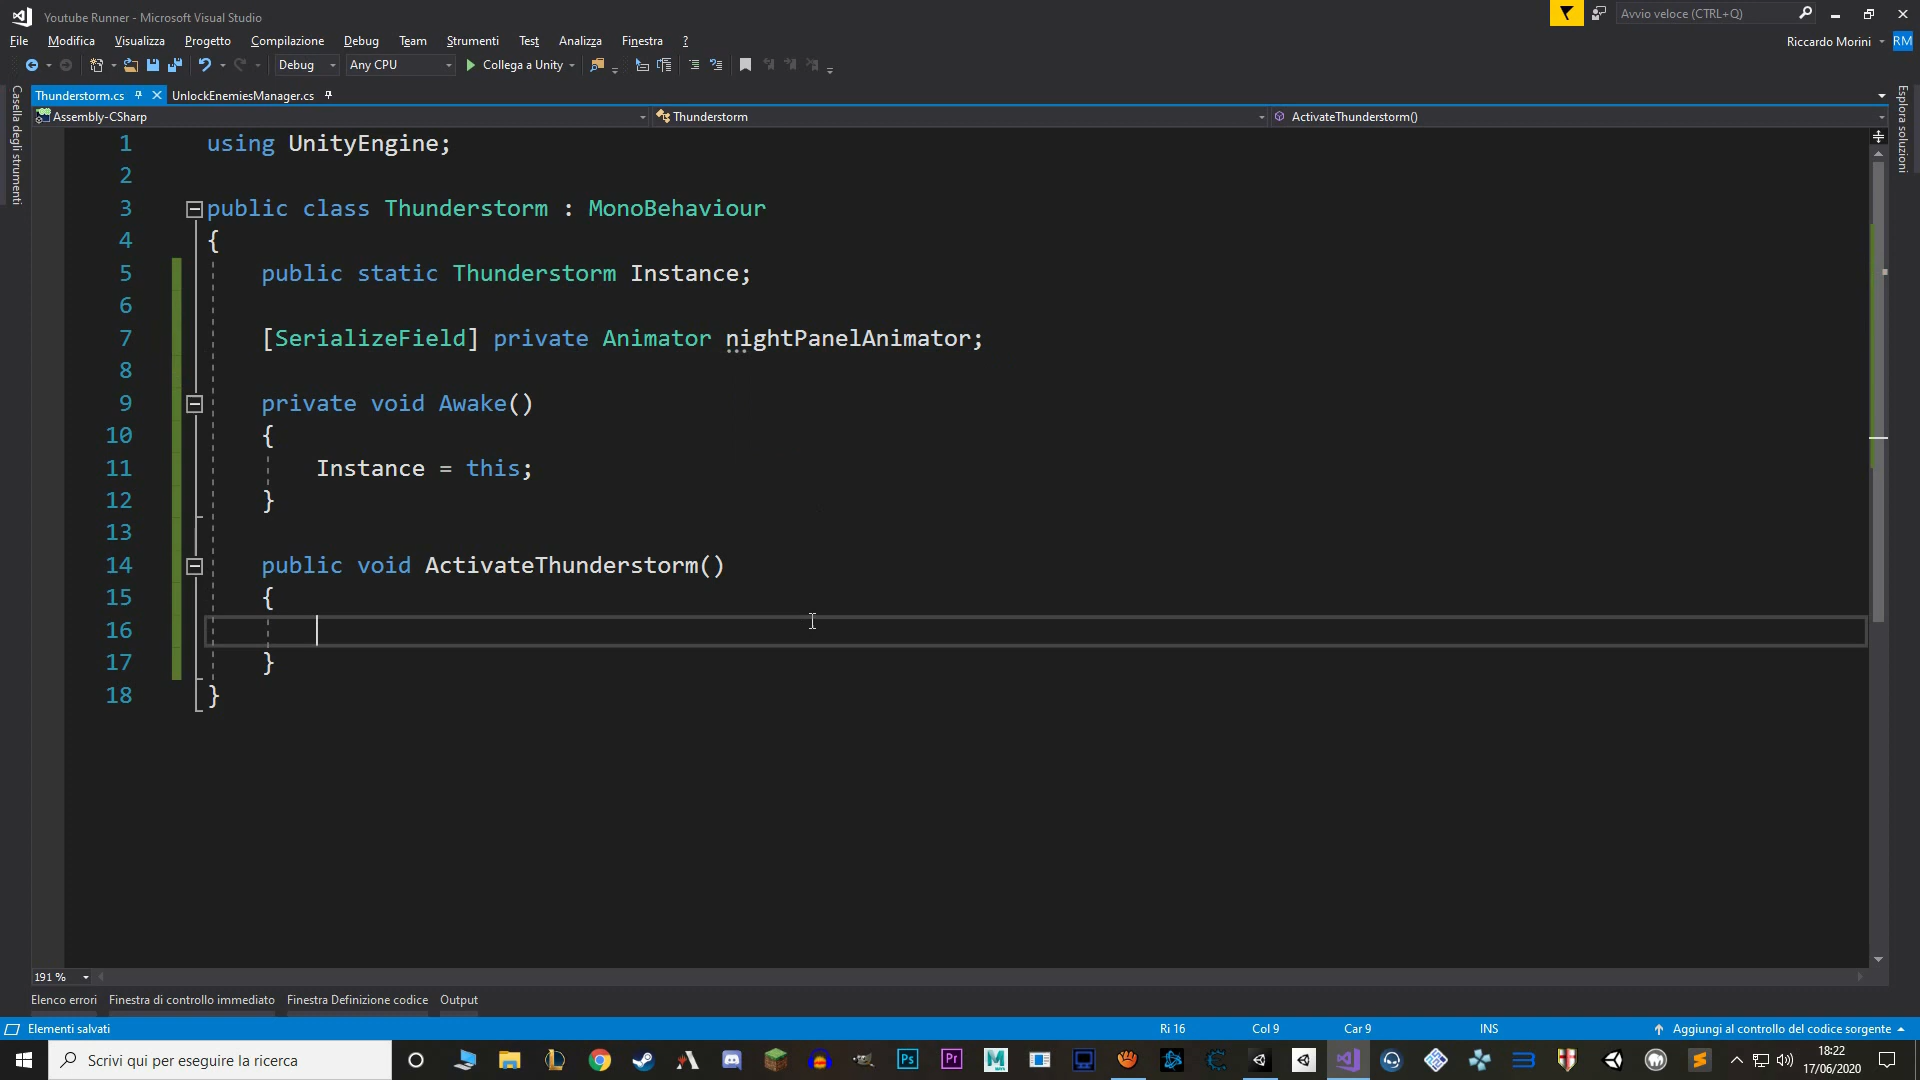 Youtube Runner - Microsoft Visual Studio
Avvio veloce (CTRL+Q)
File Modifica Visualizza Progetto Compilazione Debug Team Strumenti Test Analizza Finestra ?
Riccardo Morini RM
Debug Any CPU Collega a Unity
Thunderstorm.cs UnlockEnemiesManager.cs
Assembly-CSharp Thunderstorm ActivateThunderstorm()
Casella degli strumenti
Esplora soluzioni
1 using UnityEngine;
2
3 public class Thunderstorm : MonoBehaviour
4 {
5 public static Thunderstorm Instance;
6
7 [SerializeField] private Animator nightPanelAnimator;
8
9 private void Awake()
10 {
11 Instance = this;
12 }
13
14 public void ActivateThunderstorm()
15 {
16
17 }
18 }
191 %
Elenco errori Finestra di controllo immediato Finestra Definizione codice Output
Elementi salvati Ri 16 Col 9 Car 9 INS Aggiungi al controllo del codice sorgente
Scrivi qui per eseguire la ricerca
Ps Pr M
18:22
17/06/2020